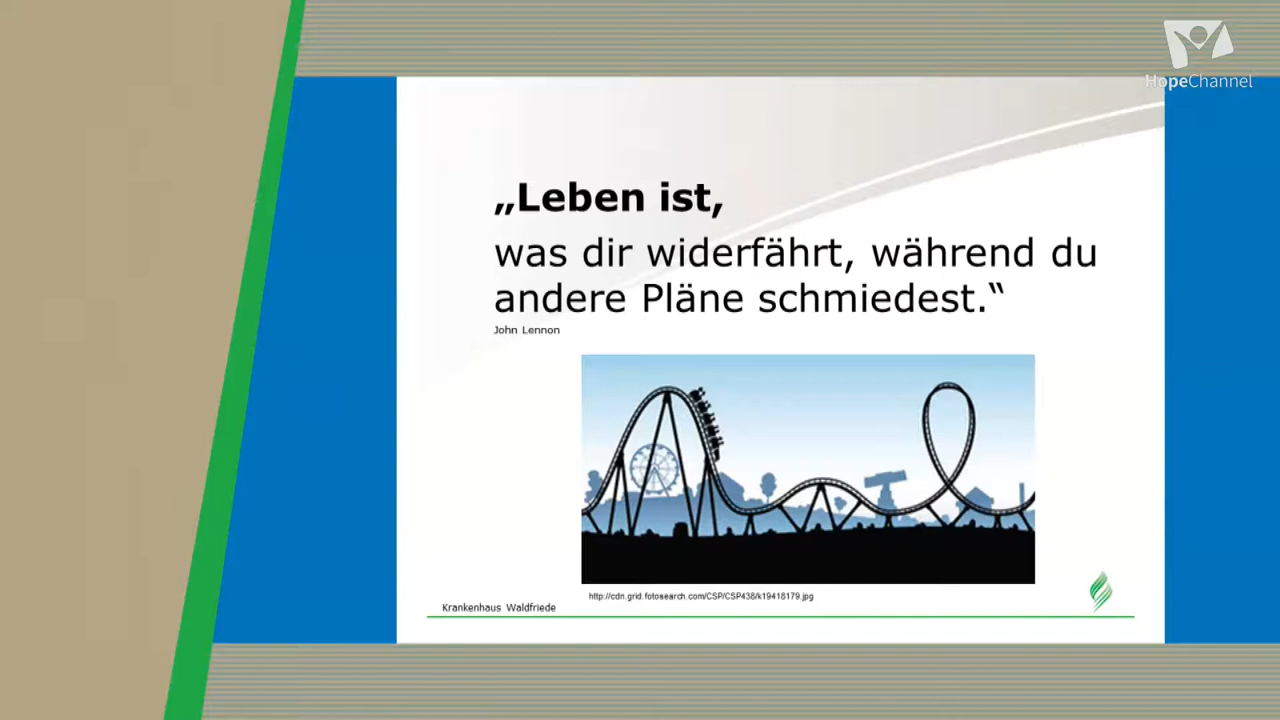 HopeChannel
„Leben ist,
was dir widerfährt, während du
andere Pläne schmiedest.“
John Lennon
http://cdn.grid.fotosearch.com/CSP/CSP438/k19418179.jpg
Krankenhaus Waldfriede